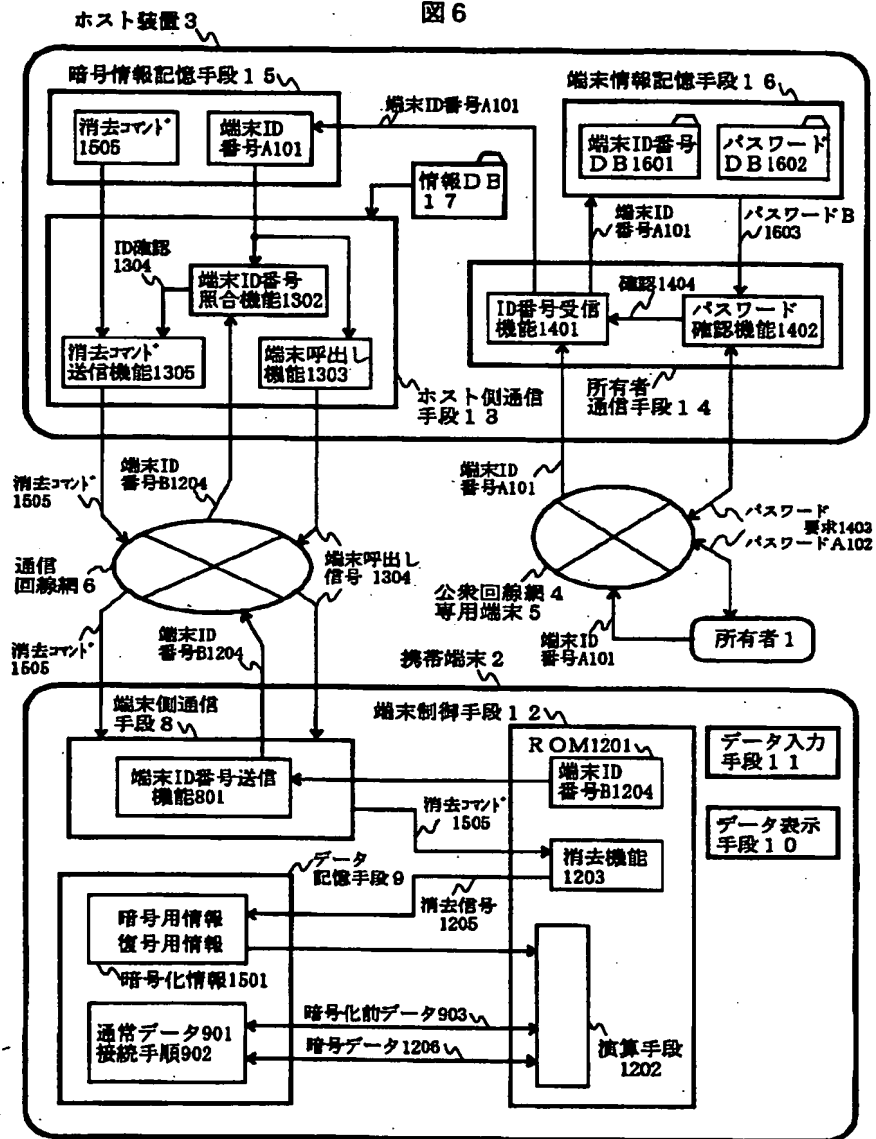 図6
ホスト装置3
暗号情報記憶手段15
端末情報記憶手段16
消去コマンド
1505
端末ID
番号A101
端末ID番号A101
端末ID番号
DB1601
パスワード
DB1602
情報DB
17
端末ID
番号A101
パスワードB
1603
ID確認
1304
端末ID番号
照合機能1302
確認1404
ID番号受信
機能1401
パスワード
確認機能1402
消去コマンド
送信機能1305
端末呼出し
機能1303
ホスト側通信
手段13
所有者
通信手段14
消去コマンド
1505
端末ID
番号B1204
端末ID
番号A101
パスワード
要求1403
パスワードA102
通信
回線網6
端末呼出し
信号 1304
公衆回線網4
専用端末5
消去コマンド
1505
端末ID
番号B1204
端末ID
番号A101
所有者1
携帯端末2
端末側通信
手段8
端末制御手段12
ROM1201
データ入力
手段11
端末ID番号送信
機能801
端末ID
番号B1204
消去コマンド
1505
データ表示
手段10
消去機能
1203
データ
記憶手段9
消去信号
1205
暗号用情報
復号用情報
暗号化情報1501
通常データ901
接続手順902
暗号化前データ903
暗号データ1206
演算手段
1202